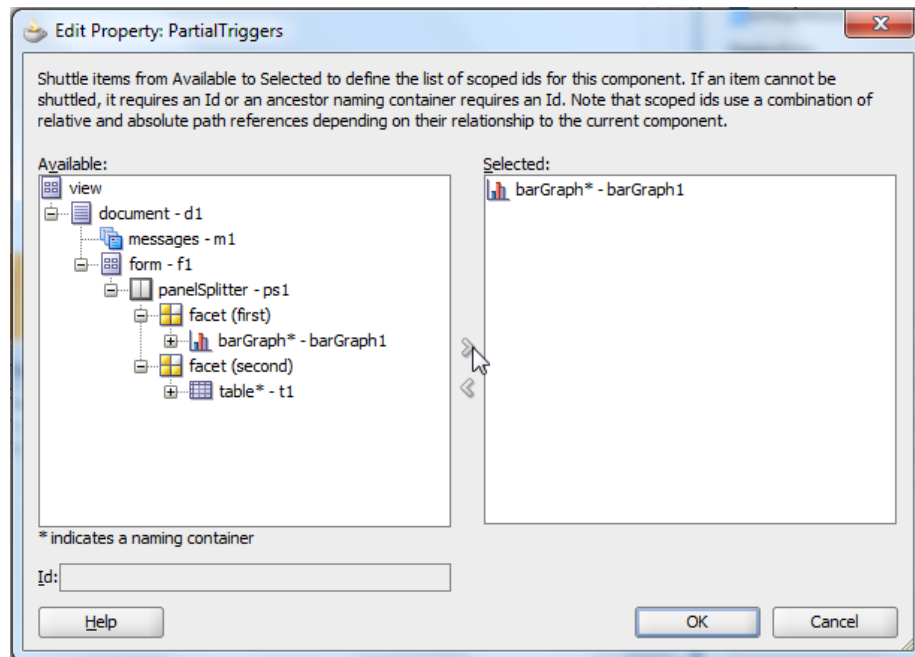 Edit Property: PartialTriggers
X
Shuttle items from Available to Selected to define the list of scoped ids for this component. If an item cannot be
shuttled, it requires an Id or an ancestor naming container requires an Id. Note that scoped ids use a combination of
relative and absolute path references depending on their relationship to the current component.
Available:
view
document - d1
messages - m1
form - f1
panelSplitter - ps1
facet (first)
barGraph* - barGraph1
facet (second)
table* - t1
* indicates a naming container
Id:
Selected:
barGraph* - barGraph1
Help
OK
Cancel